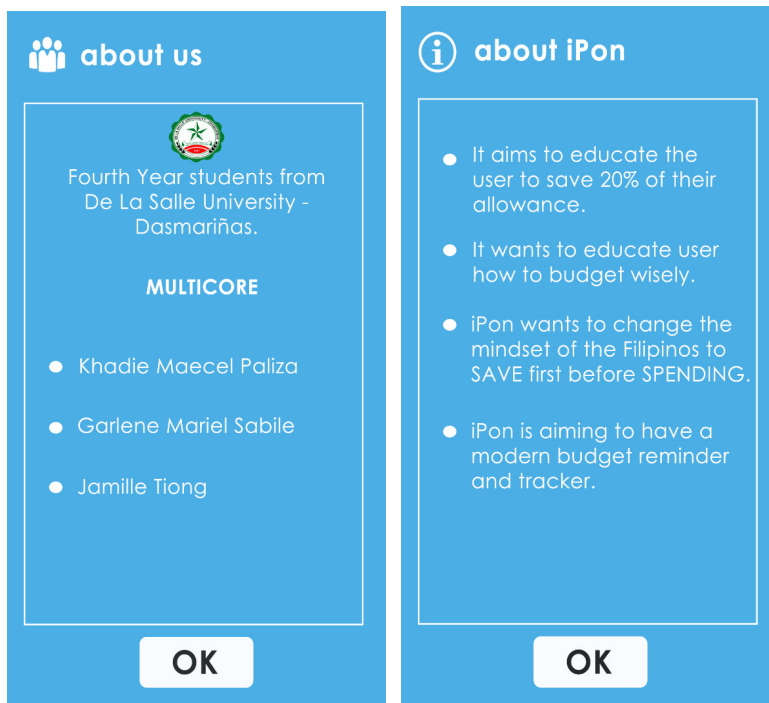 about us
Fourth Year students from
De La Salle University -
Dasmariñas.
MULTICORE
Khadie Maecel Paliza
Garlene Mariel Sabile
Jamille Tiong
OK
about iPon
It aims to educate the
user to save 20% of their
allowance.
It wants to educate user
how to budget wisely.
iPon wants to change the
mindset of the Filipinos to
SAVE first before SPENDING.
iPon is aiming to have a
modern budget reminder
and tracker.
OK